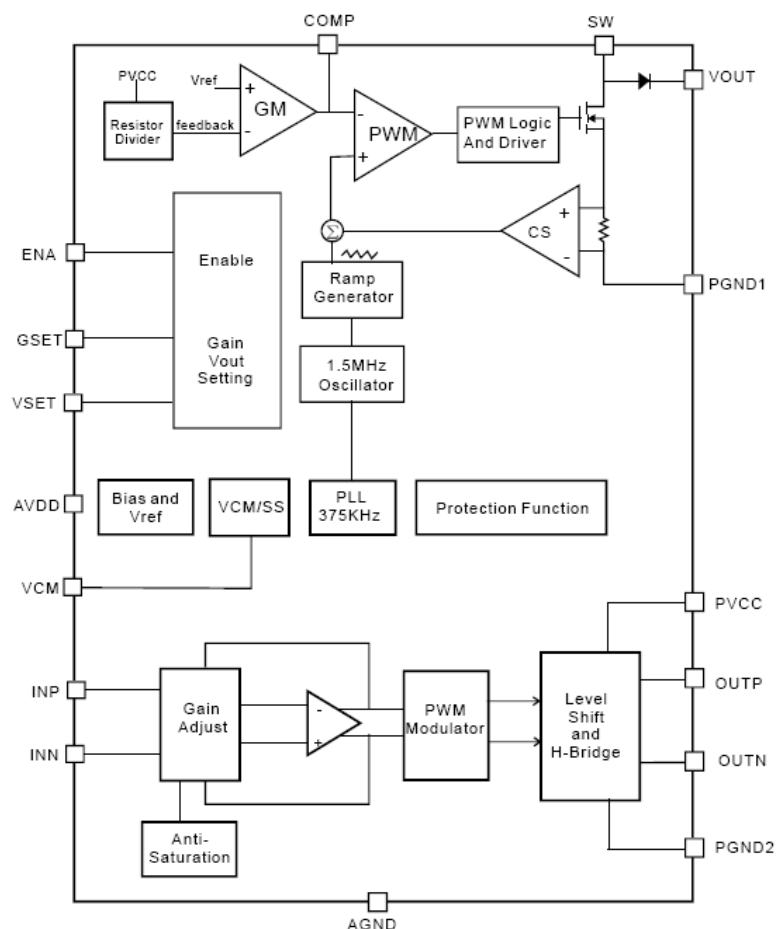 COMP
SW
PVCC
Vref
+
GM
-
Resistor
Divider
feedback
-
PWM
+
PWM Logic
And Driver
VOUT
ENA
GSET
VSET
Enable
Gain
Vout
Setting
Σ
+
CS
-
PGND1
Ramp
Generator
1.5MHz
Oscillator
AVDD
Bias and
Vref
VCM/SS
PLL
375KHz
Protection Function
VCM
PVCC
INP
INN
Gain
Adjust
-
+
PWM
Modulator
Level
Shift
and
H-Bridge
OUTP
OUTN
Anti-
Saturation
PGND2
AGND